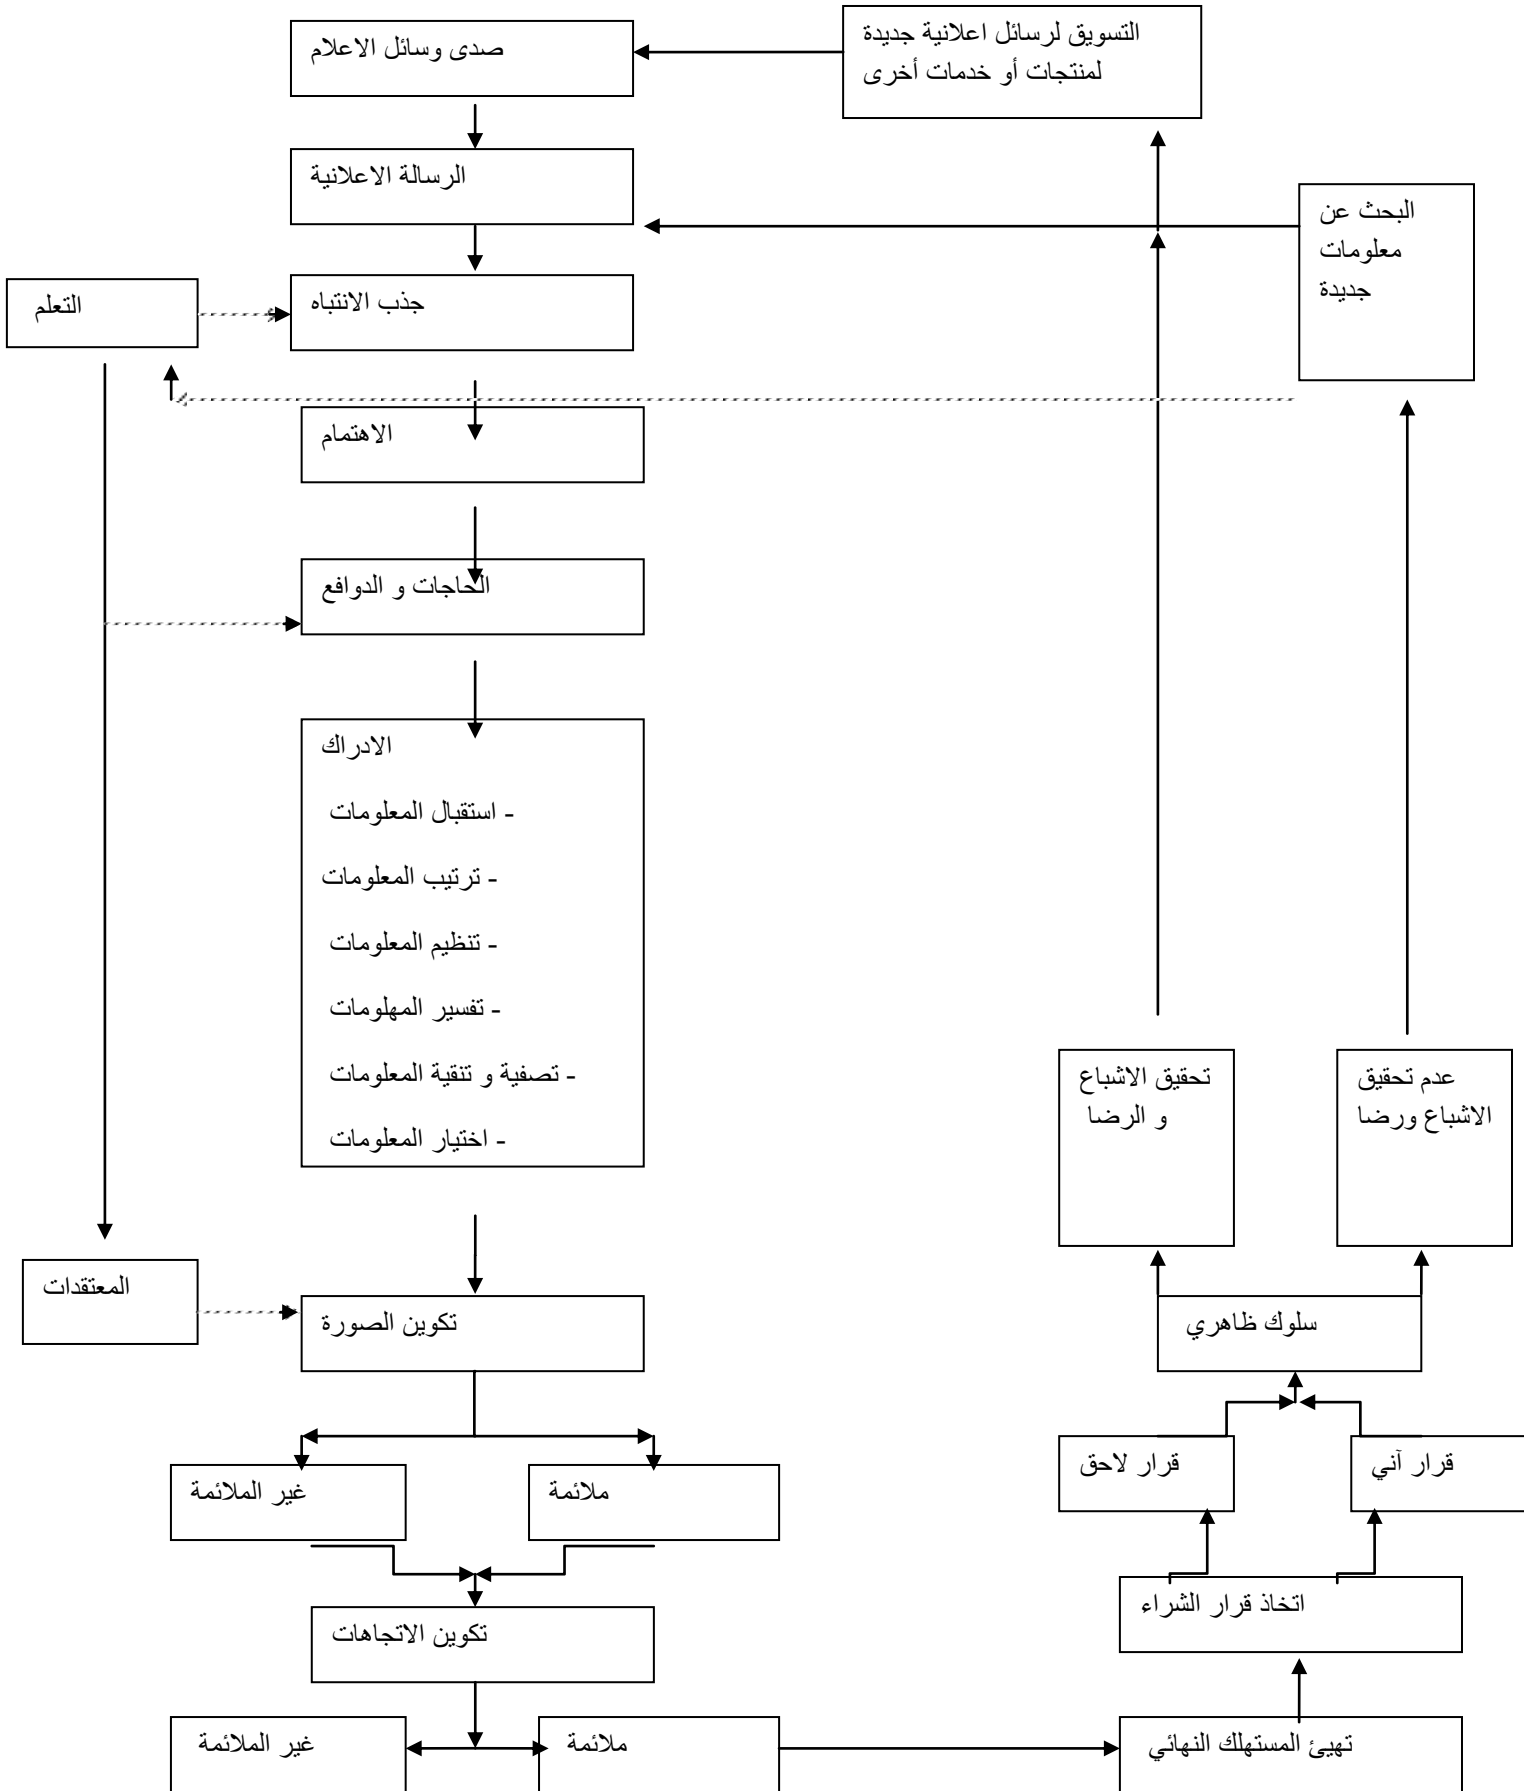 التسويق لرسائل اعلانية جديدة
لمنتجات أو خدمات أخرى
صدى وسائل الاعلام
الرسالة الاعلانية
البحث عن
معلومات
جديدة
جذب الانتباه
التعلم
الاهتمام
الحاجات و الدوافع
الادراك
- استقبال المعلومات
- ترتيب المعلومات
- تنظيم المعلومات
- تفسير المهلومات
- تصفية و تنقية المعلومات
- اختيار المعلومات
عدم تحقيق
الاشباع ورضا
تحقيق الاشباع
و الرضا
المعتقدات
تكوين الصورة
سلوك ظاهري
قرار آني
قرار لاحق
ملائمة
غير الملائمة
اتخاذ قرار الشراء
تكوين الاتجاهات
تهيئ المستهلك النهائي
ملائمة
غير الملائمة